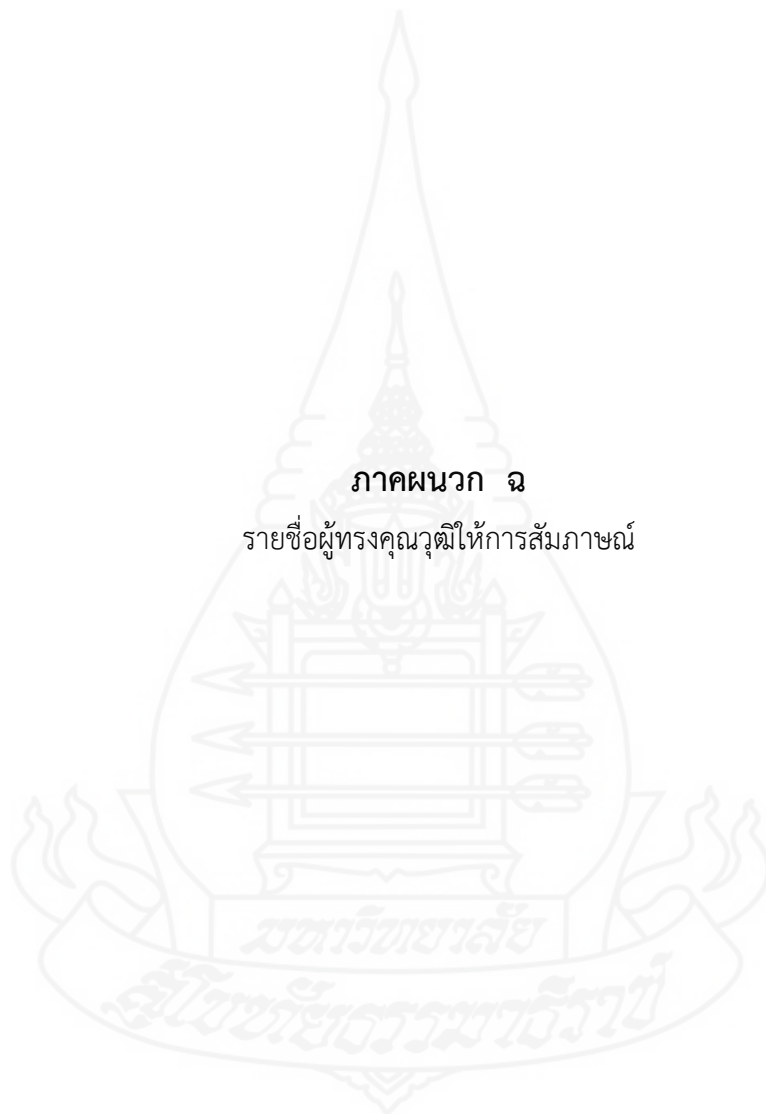 ภาคผนวก ฉ
รายชื่อผู้ทรงคุณวุฒิให้การสัมภาษณ์
มหาวิทยาลัย
สุโขทัยธรรมาธิราช